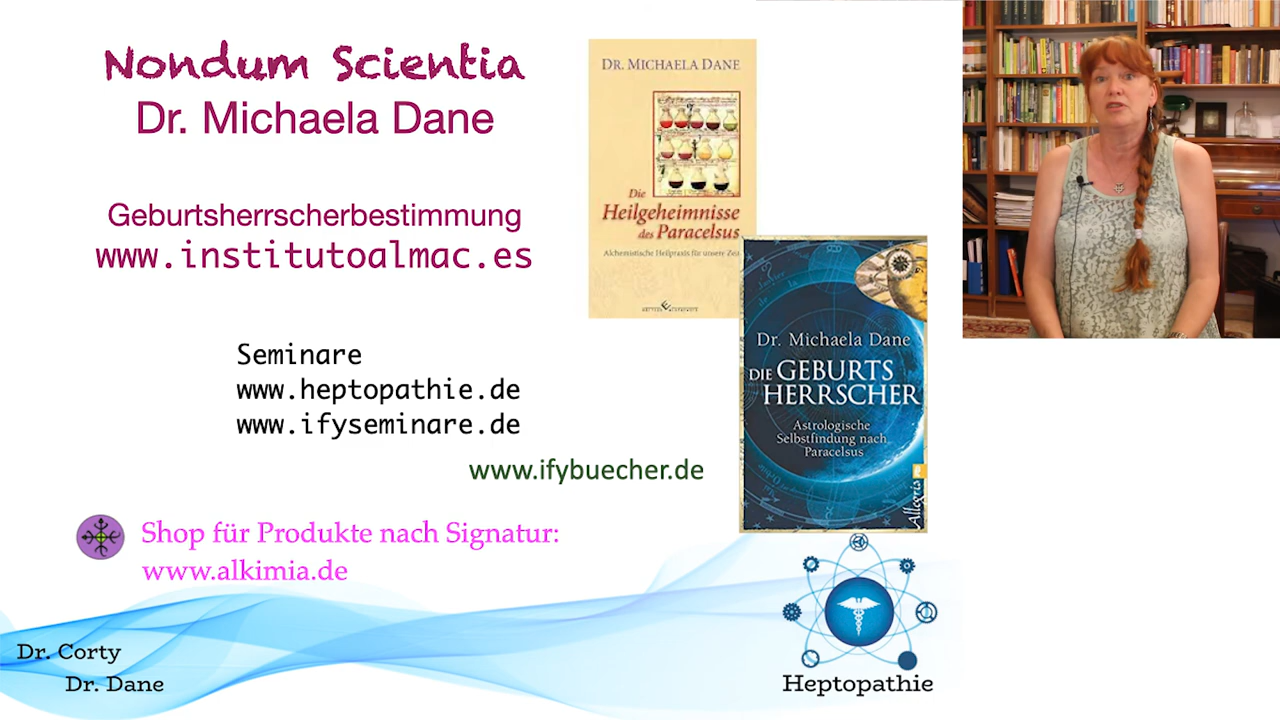 Nondum Scientia
Dr. Michaela Dane
Geburtsherrscherbestimmung
www.institutoalmac.es
Seminare
www.heptopathie.de
www.ifyseminare.de
www.ifybuecher.de
Shop für Produkte nach Signatur:
www.alkimia.de
Dr. Corty
Dr. Dane
DR. MICHAELA DANE
Die
Heilgeheimnisse
des Paracelsus
Alchemistische Heilpraxis für unsere Zeit
Dr. Michaela Dane
DIE GEBURTS
HERRSCHER
Astrologische
Selbstfindung nach
Paracelsus
Allegria
Heptopathie